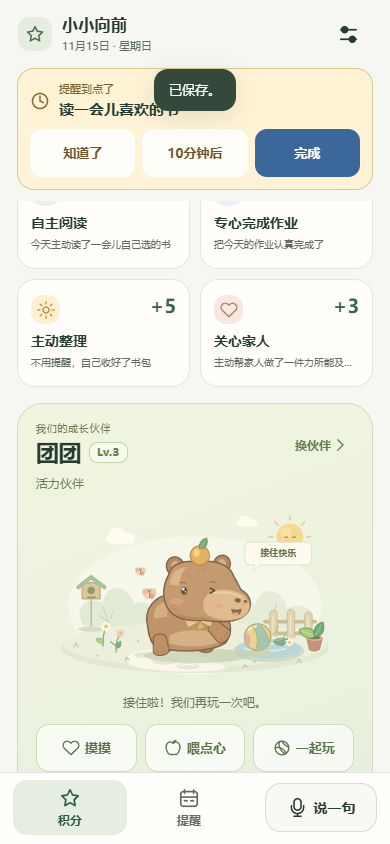 小小向前
11月15日 · 星期日
提醒到点了
已保存。
读一会儿喜欢的书
知道了
10分钟后
完成
自主阅读
今天主动读了一会儿自己选的书
专心完成作业
把今天的作业认真完成了
+5
主动整理
不用提醒，自己收好了书包
+3
关心家人
主动帮家人做了一件力所能及...
我们的成长伙伴
团团
Lv.3
换伙伴
活力伙伴
接住快乐
接住啦！我们再玩一次吧。
摸摸
喂点心
一起玩
积分
提醒
说一句